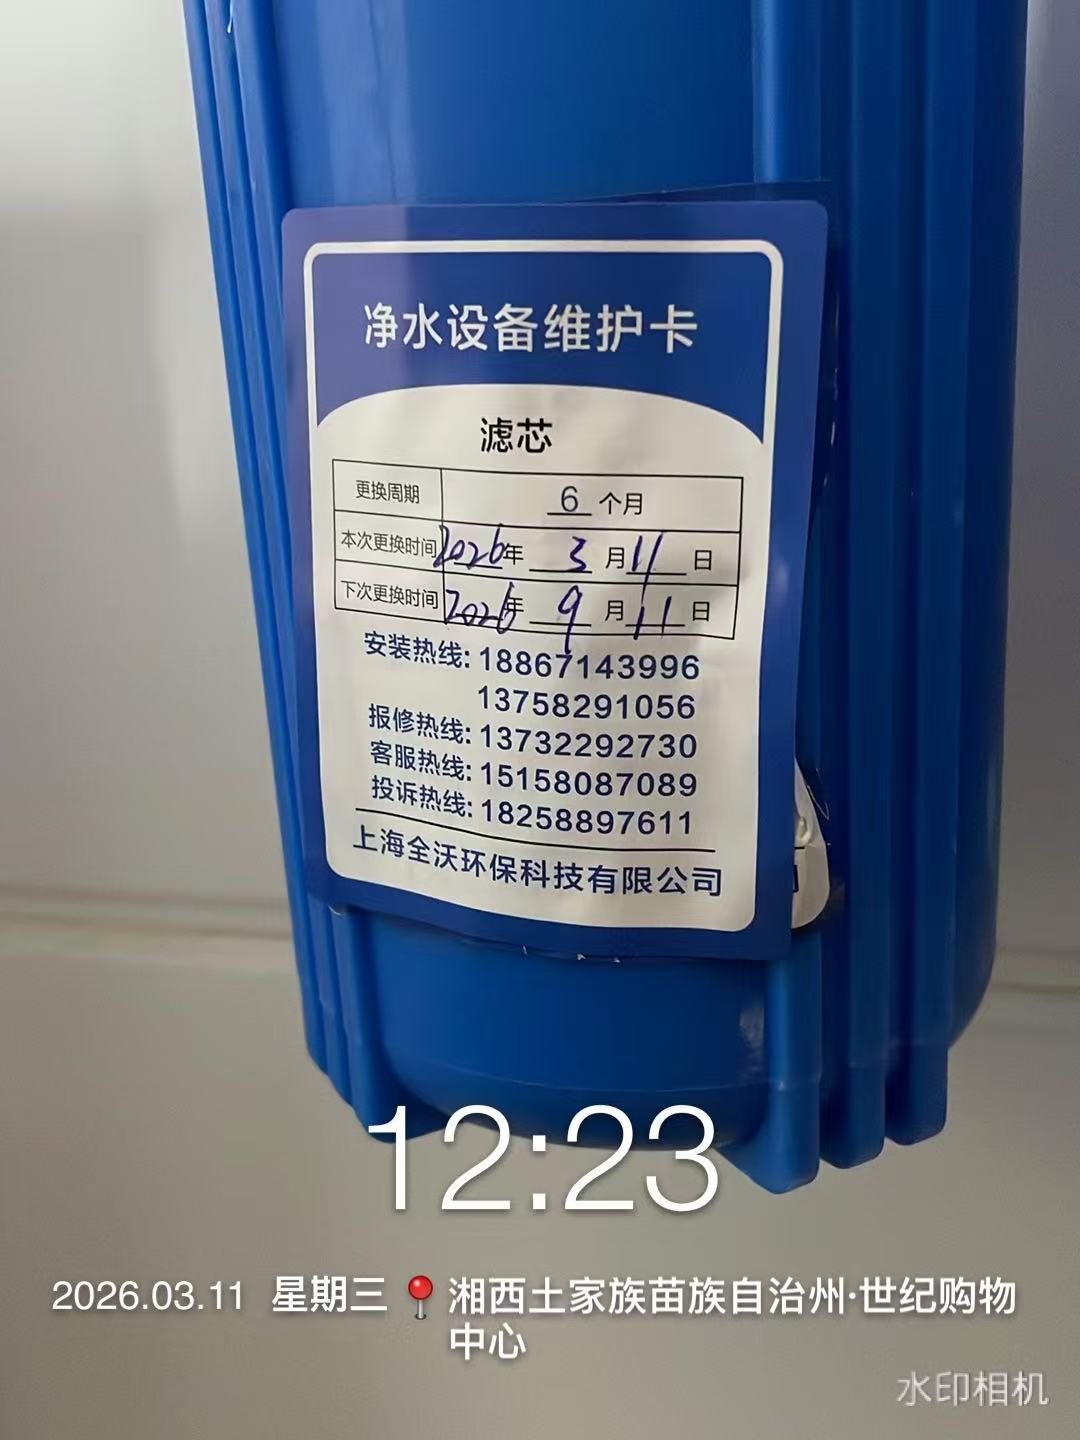 净水设备维护卡
滤芯
更换周期 6 个月
本次更换时间 2026年 3 月 11 日
下次更换时间 2026年 9 月 11 日
安装热线: 18867143996
13758291056
报修热线: 13732292730
客服热线: 15158087089
投诉热线: 18258897611
上海全沃环保科技有限公司
12:23
2026.03.11 星期三 湘西土家族苗族自治州·世纪购物
中心
水印相机